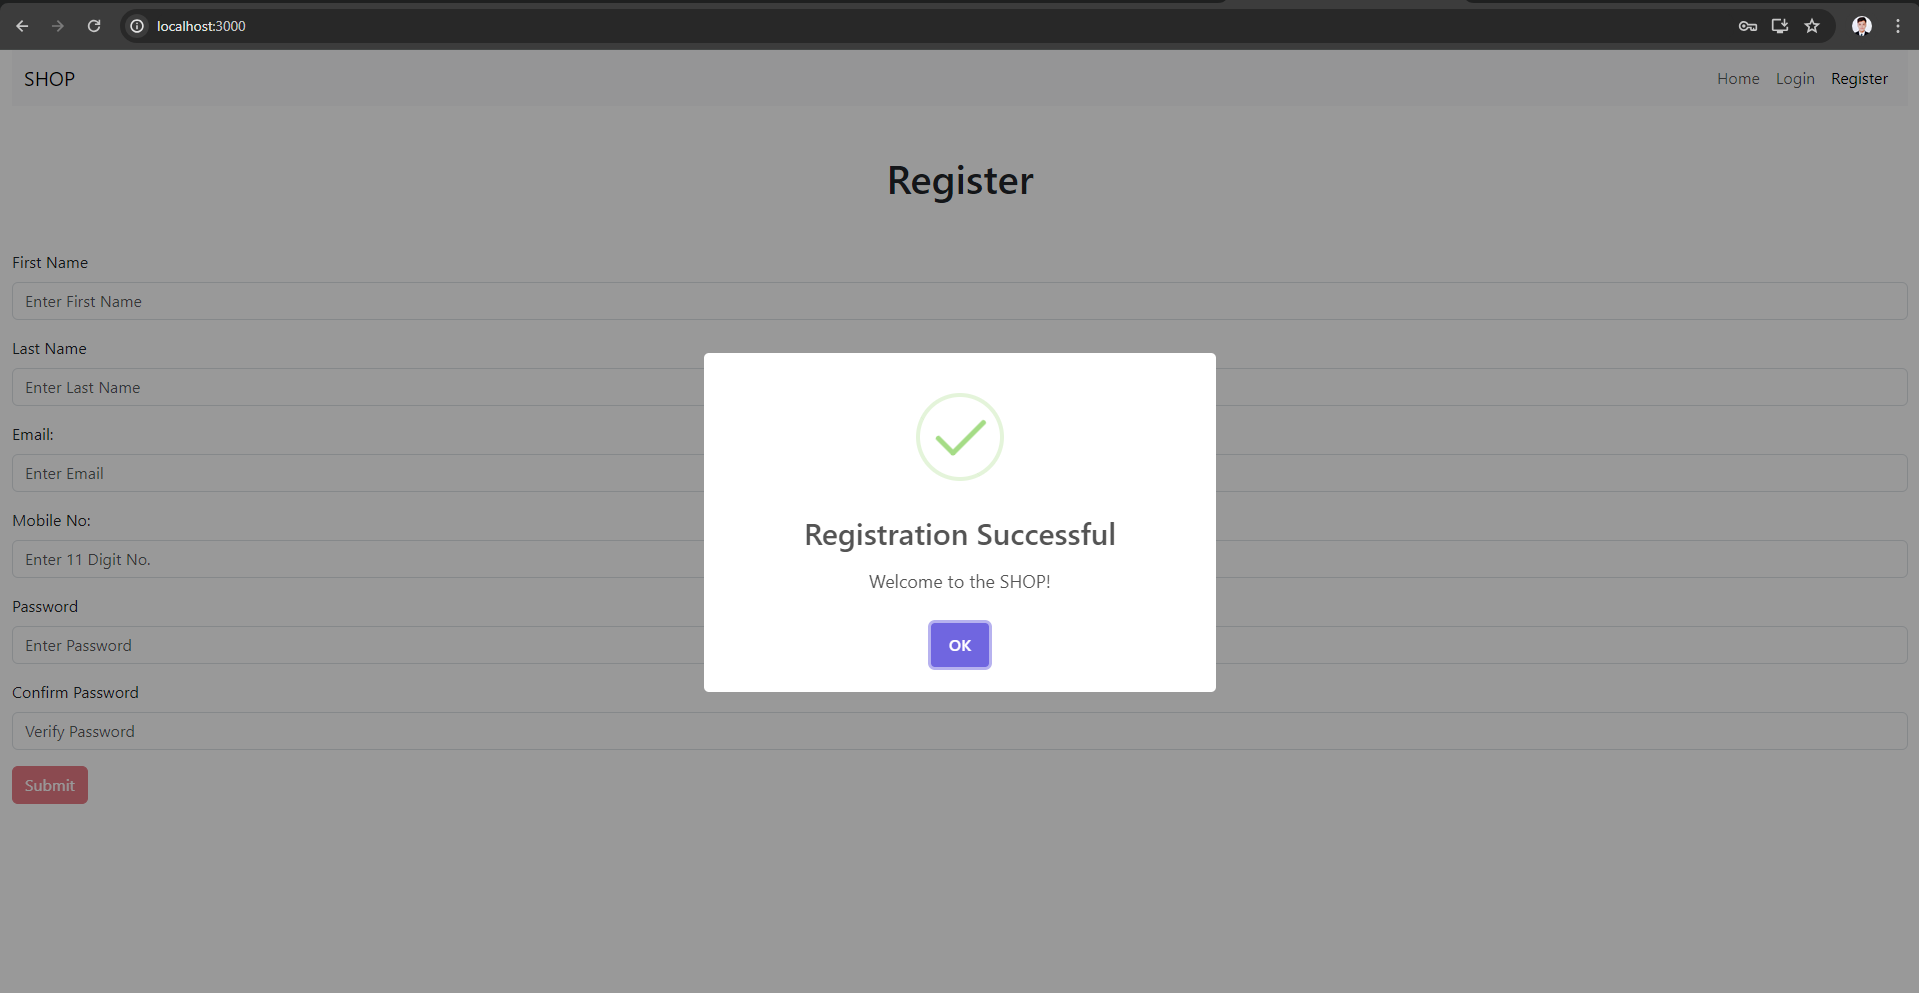 localhost:3000
SHOP
Home Login Register
Register
First Name
Enter First Name
Last Name
Enter Last Name
Email:
Enter Email
Mobile No:
Enter 11 Digit No.
Password
Enter Password
Confirm Password
Verify Password
Submit
Registration Successful
Welcome to the SHOP!
OK